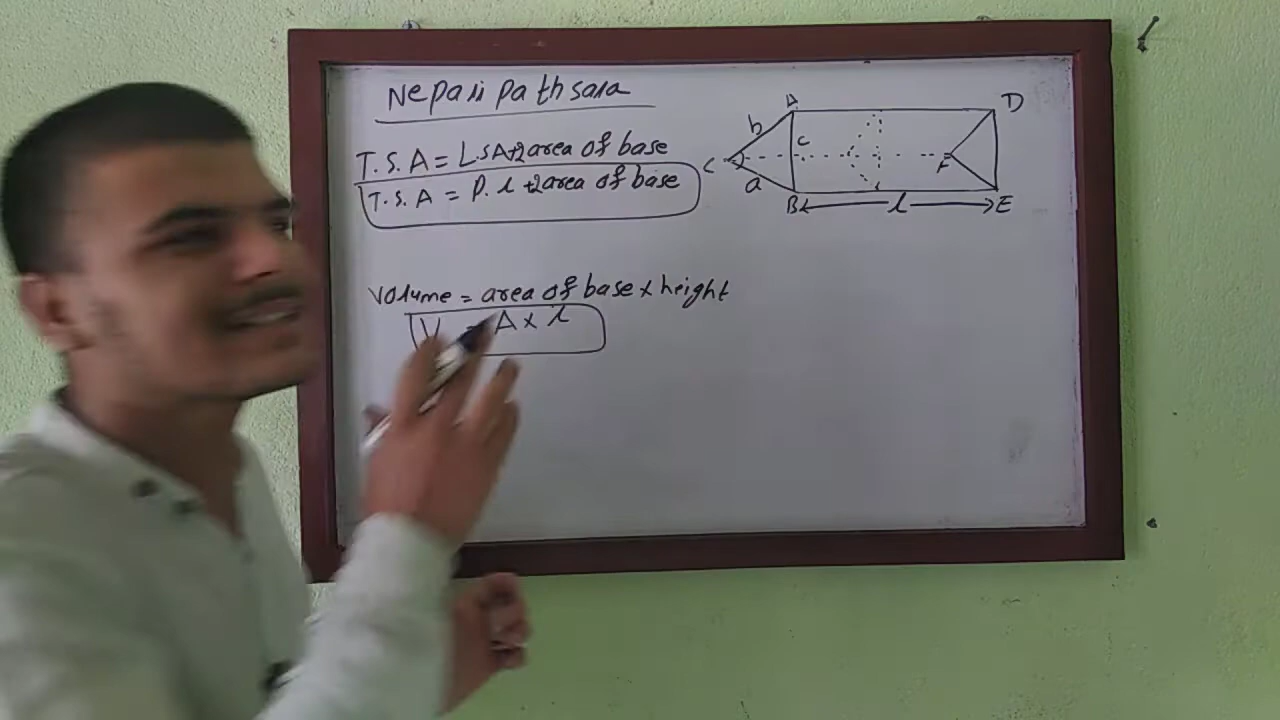 Nepali pathsala
T.S.A = L.S.A+2area of base
T.S.A = P.l+2area of base
Volume = area of base x height
V = A x l
A
D
b
c
C
F
a
B
l
E